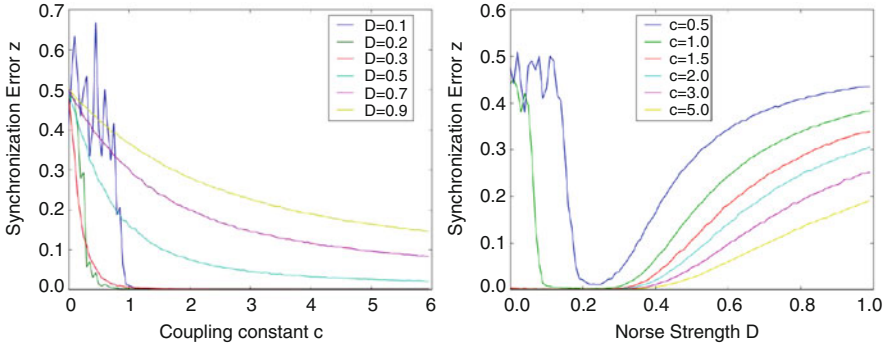 Synchronization Error z
0.7
0.6
0.5
0.4
0.3
0.2
0.1
0.0
0
1
2
3
4
5
6
Coupling constant c
D=0.1
D=0.2
D=0.3
D=0.5
D=0.7
D=0.9
Synchronization Error z
0.6
0.5
0.4
0.3
0.2
0.1
0.0
0.0
0.2
0.4
0.6
0.8
1.0
Norse Strength D
c=0.5
c=1.0
c=1.5
c=2.0
c=3.0
c=5.0